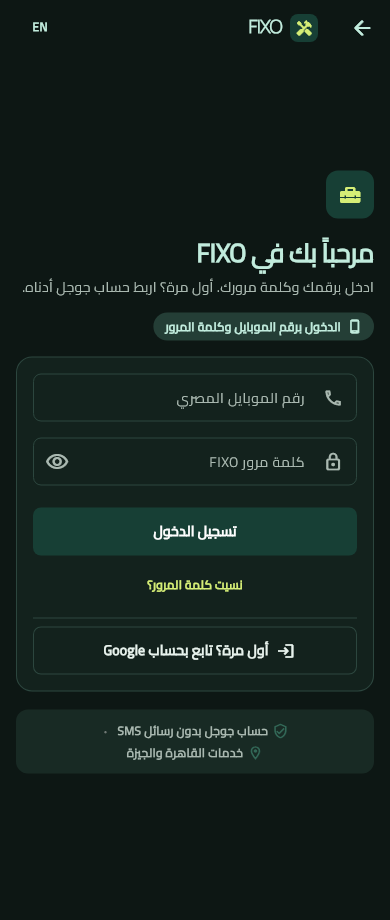 FIXO
EN
مرحباً بك في FIXO
ادخل برقمك وكلمة مرورك. أول مرة؟ اربط حساب جوجل أدناه.
الدخول برقم الموبايل وكلمة المرور
رقم الموبايل المصري
كلمة مرور FIXO
تسجيل الدخول
نسيت كلمة المرور؟
أول مرة؟ تابع بحساب Google
حساب جوجل بدون رسائل SMS ·
خدمات القاهرة والجيزة